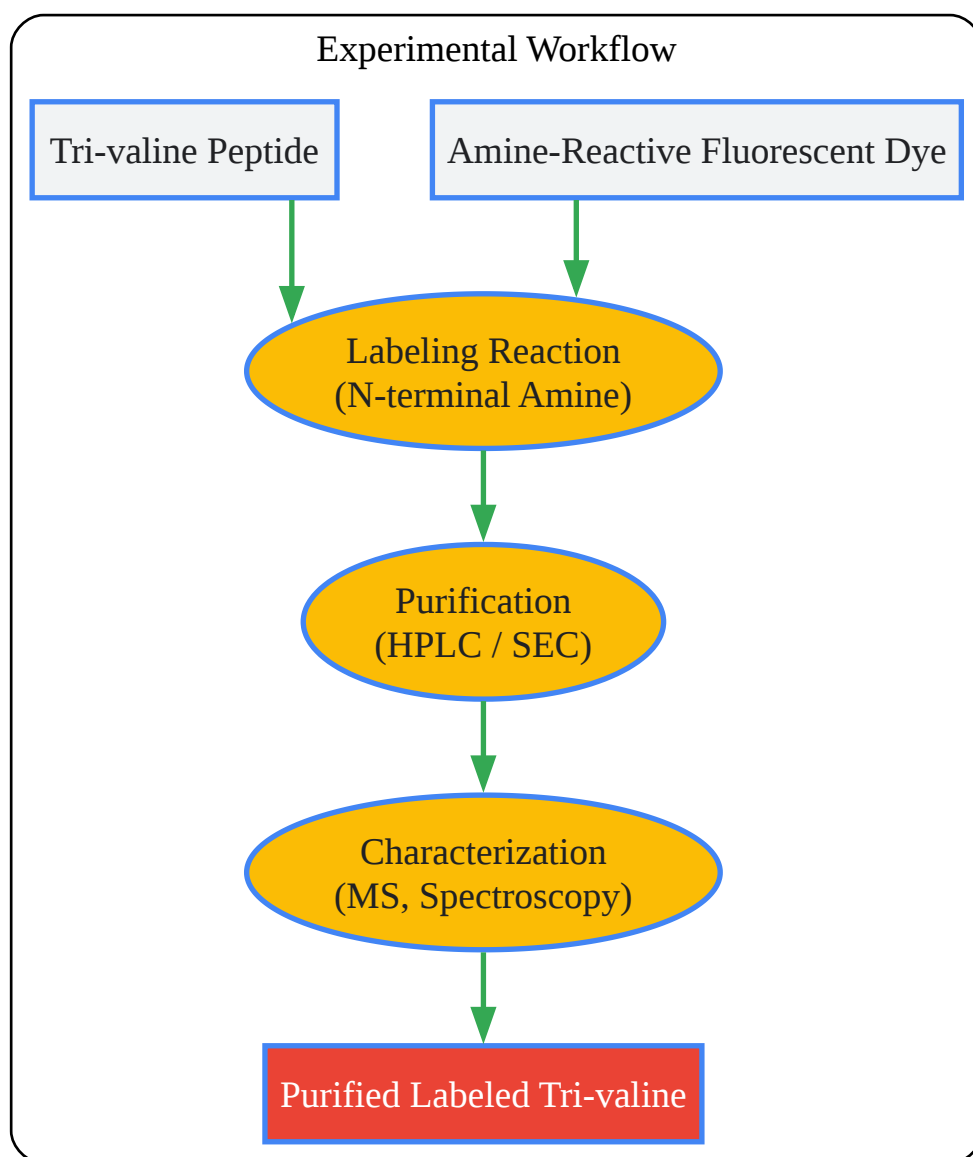 Experimental Workflow
Tri-valine Peptide
Amine-Reactive Fluorescent Dye
Labeling Reaction
(N-terminal Amine)
Purification
(HPLC / SEC)
Characterization
(MS, Spectroscopy)
Purified Labeled Tri-valine